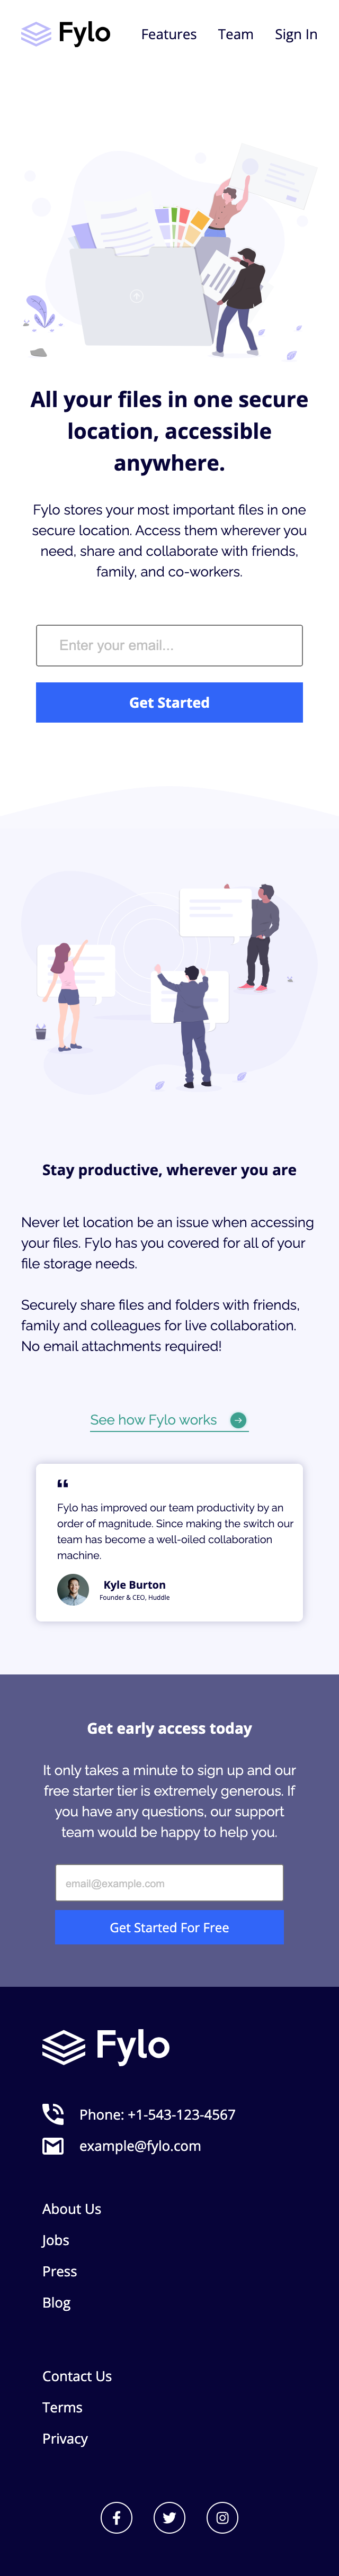 Fylo
Features Team Sign In
All your files in one secure
location, accessible
anywhere.
Fylo stores your most important files in one
secure location. Access them wherever you
need, share and collaborate with friends,
family, and co-workers.
Enter your email...
Get Started
Stay productive, wherever you are
Never let location be an issue when accessing
your files. Fylo has you covered for all of your
file storage needs.
Securely share files and folders with friends,
family and colleagues for live collaboration.
No email attachments required!
See how Fylo works
“
Fylo has improved our team productivity by an
order of magnitude. Since making the switch our
team has become a well-oiled collaboration
machine.
Kyle Burton
Founder & CEO, Huddle
Get early access today
It only takes a minute to sign up and our
free starter tier is extremely generous. If
you have any questions, our support
team would be happy to help you.
email@example.com
Get Started For Free
Fylo
Phone: +1-543-123-4567
example@fylo.com
About Us
Jobs
Press
Blog
Contact Us
Terms
Privacy